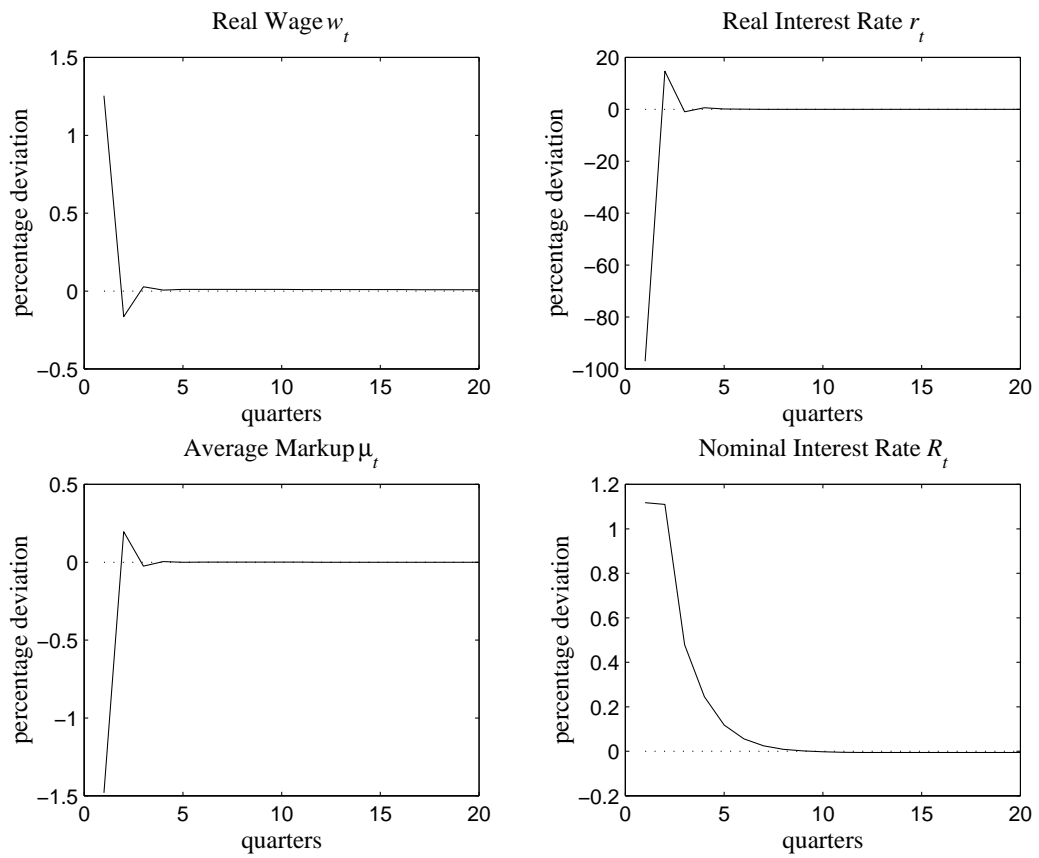 Real Wage w_t
1.5
1
0.5
0
−0.5
0 5 10 15 20
percentage deviation
quarters
Real Interest Rate r_t
20
0
−20
−40
−60
−80
−100
0 5 10 15 20
percentage deviation
quarters
Average Markup μ_t
0.5
0
−0.5
−1
−1.5
0 5 10 15 20
percentage deviation
quarters
Nominal Interest Rate R_t
1.2
1
0.8
0.6
0.4
0.2
0
−0.2
0 5 10 15 20
percentage deviation
quarters